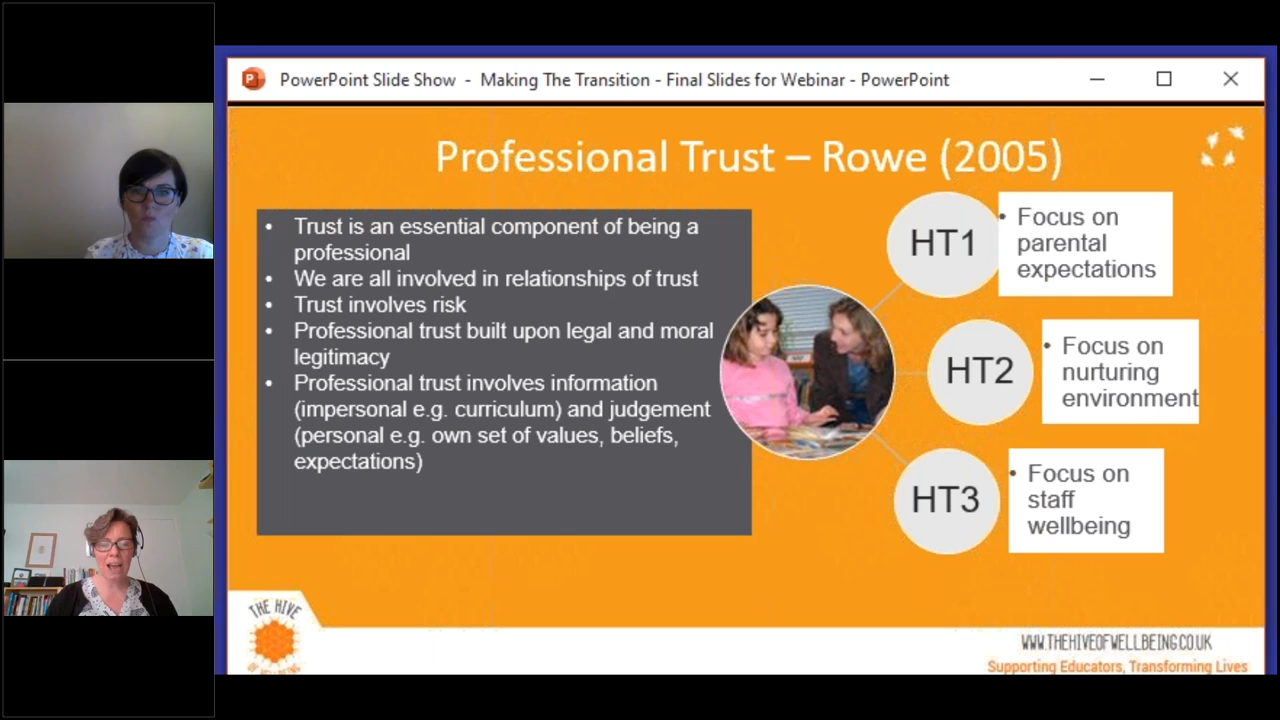 PowerPoint Slide Show - Making The Transition - Final Slides for Webinar - PowerPoint
Professional Trust – Rowe (2005)
• Trust is an essential component of being a
professional
• We are all involved in relationships of trust
• Trust involves risk
• Professional trust built upon legal and moral
legitimacy
• Professional trust involves information
(impersonal e.g. curriculum) and judgement
(personal e.g. own set of values, beliefs,
expectations)
HT1
• Focus on
parental
expectations
HT2
• Focus on
nurturing
environment
HT3
• Focus on
staff
wellbeing
THE HIVE
OF WELLBEING
WWW.THEHIVEOFWELLBEING.CO.UK
Supporting Educators, Transforming Lives